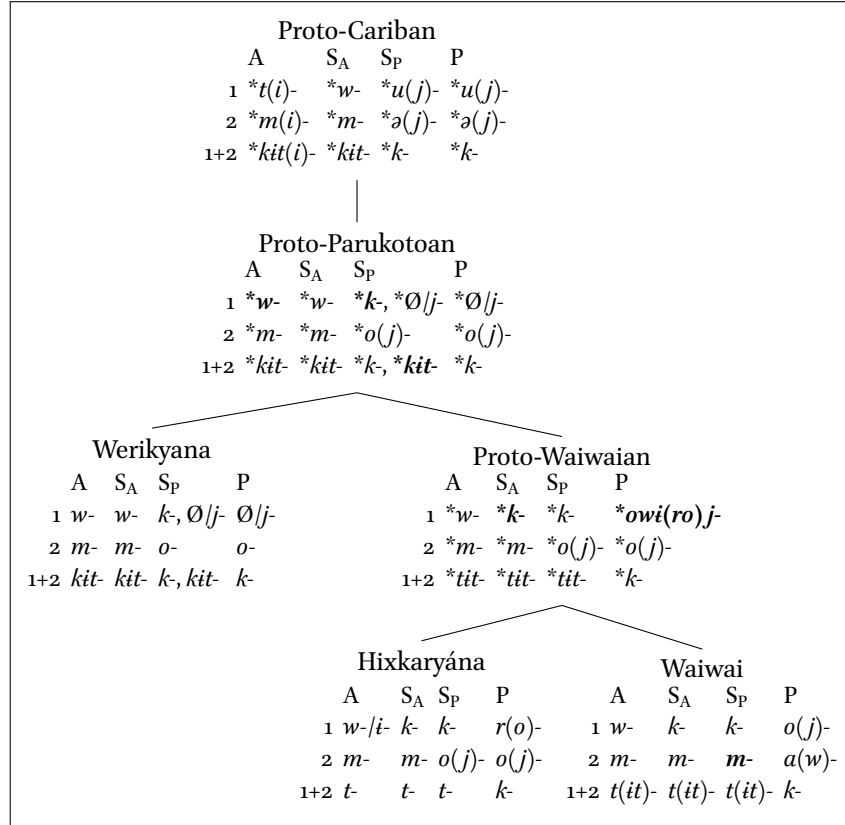 Proto-Cariban
A S_A S_P P
1 *t(i)- *w- *u(j)- *u(j)-
2 *m(i)- *m- *ə(j)- *ə(j)-
1+2 *kɨt(i)- *kɨt- *k- *k-
Proto-Parukotoan
A S_A S_P P
1 *w- *w- *k-, *Ø/j- *Ø/j-
2 *m- *m- *o(j)- *o(j)-
1+2 *kɨt- *kɨt- *k-, *kɨt- *k-
Werikyana
A S_A S_P P
1 w- w- k-, Ø/j- Ø/j-
2 m- m- o- o-
1+2 kɨt- kɨt- k-, kɨt- k-
Proto-Waiwaian
A S_A S_P P
1 *w- *k- *k- *owɨ(ro)j-
2 *m- *m- *o(j)- *o(j)-
1+2 *tɨt- *tɨt- *tɨt- *k-
Hixkaryána
A S_A S_P P
1 w-/ɨ- k- k- r(o)-
2 m- m- o(j)- o(j)-
1+2 t- t- t- k-
Waiwai
A S_A S_P P
1 w- k- k- o(j)-
2 m- m- m- a(w)-
1+2 t(ɨt)- t(ɨt)- t(ɨt)- k-